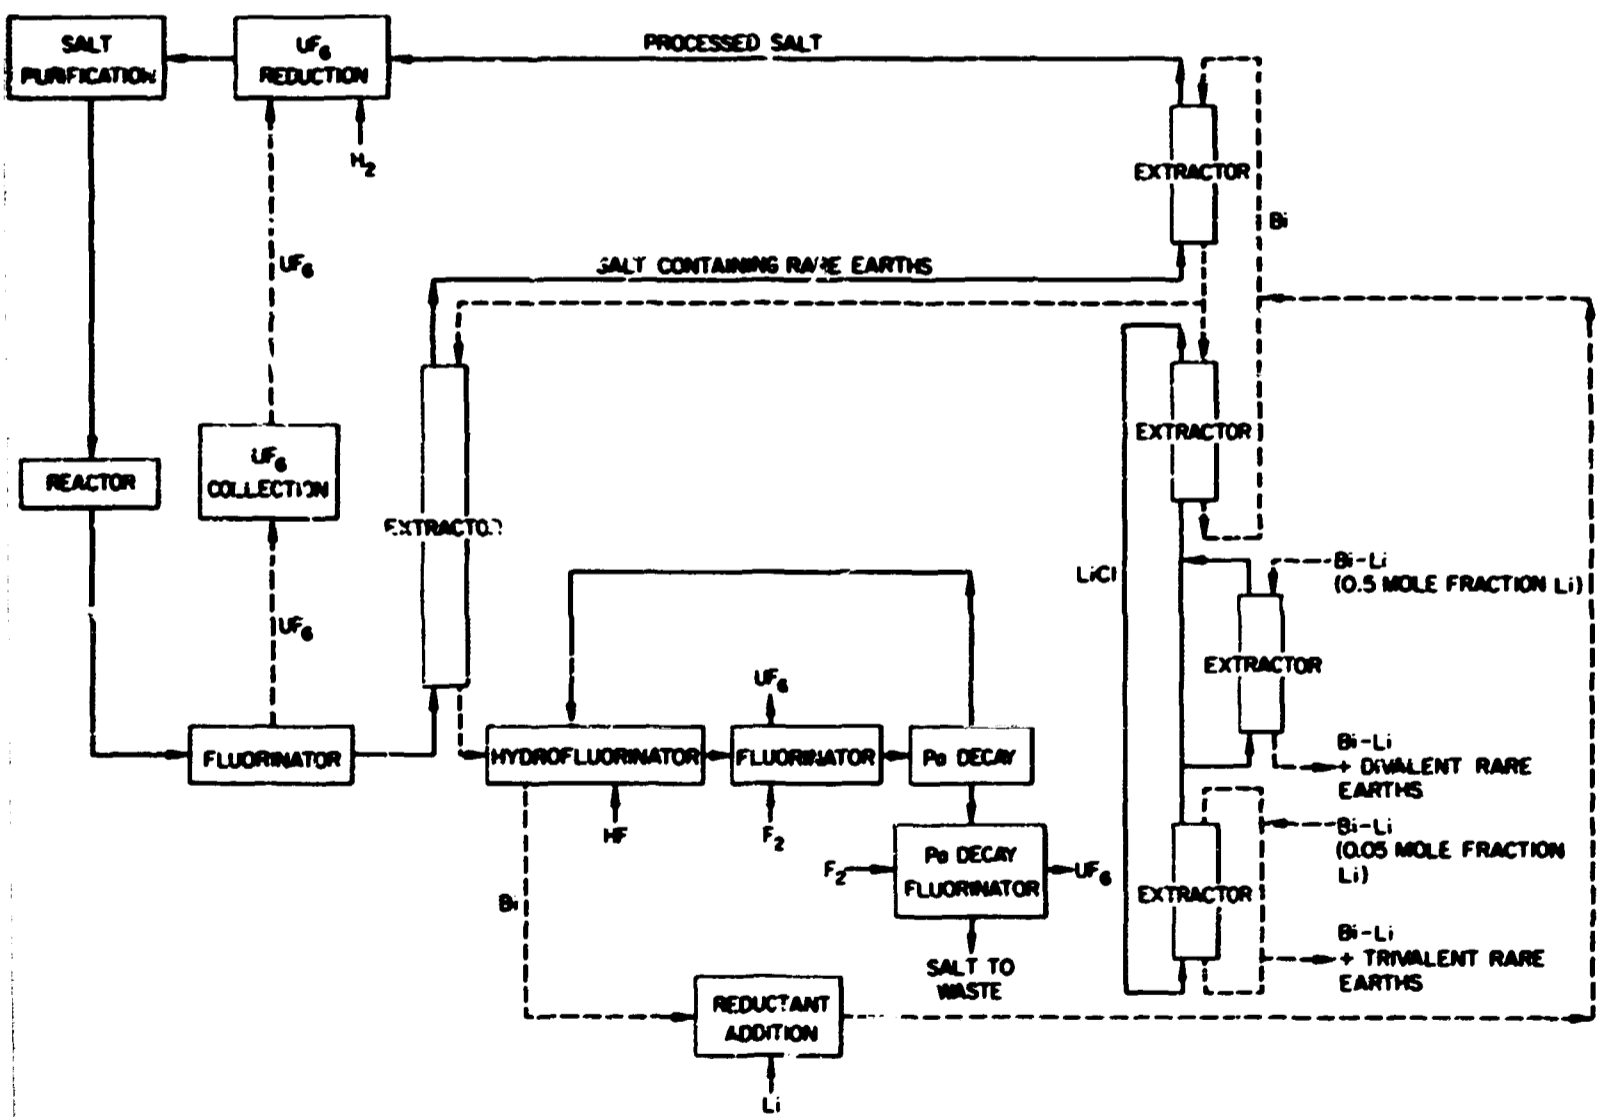 SALT
PURIFICATION
UF6
REDUCTION
PROCESSED SALT
H2
EXTRACTOR
Bi
UF6
SALT CONTAINING RARE EARTHS
EXTRACTOR
UF6
COLLECTION
REACTOR
EXTRACTOR
LiCl
Bi-Li
(0.5 MOLE FRACTION Li)
UF6
EXTRACTOR
UF6
FLUORINATOR
HYDROFLUORINATOR
FLUORINATOR
Pa DECAY
Bi-Li
+ DIVALENT RARE
EARTHS
HF
F2
Bi-Li
(0.05 MOLE FRACTION
Li)
Pa DECAY
FLUORINATOR
F2
UF6
EXTRACTOR
Bi
Bi-Li
+ TRIVALENT RARE
EARTHS
SALT TO
WASTE
REDUCTANT
ADDITION
Li